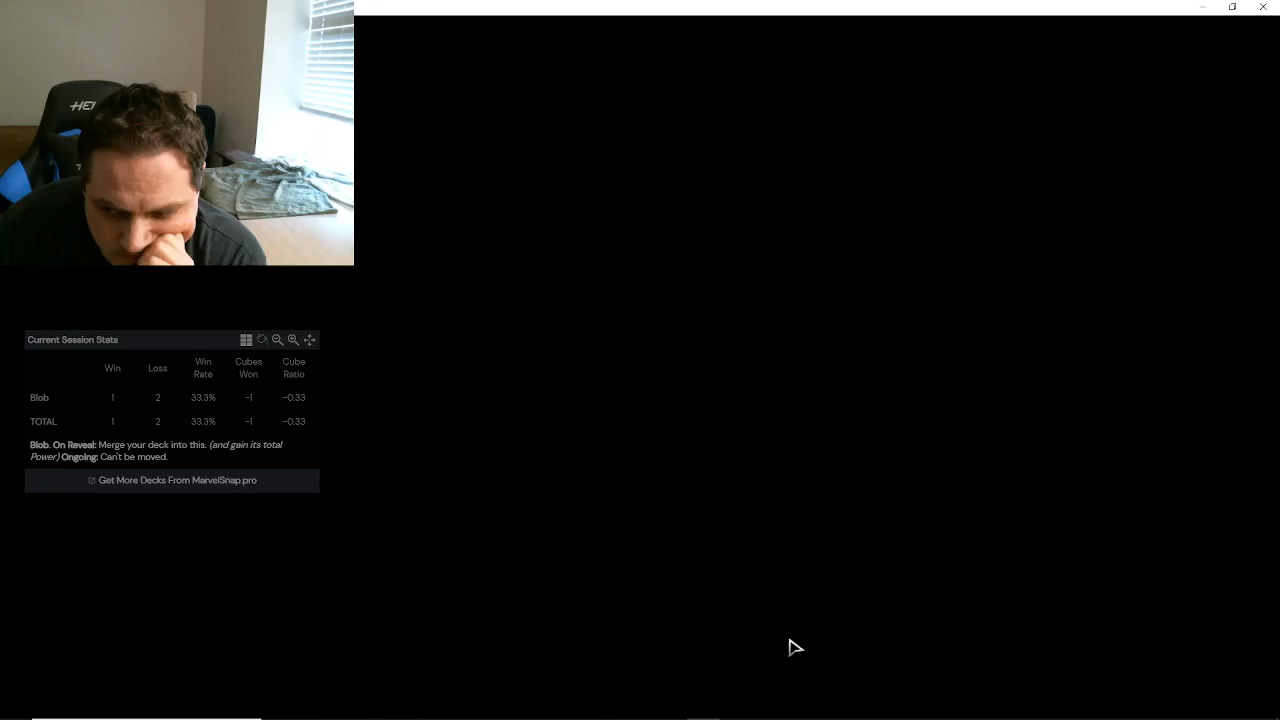 HE
Current Session Stats
Win Loss Win Rate Cubes Won Cube Ratio
Blob 1 2 33.3% -1 -0.33
TOTAL 1 2 33.3% -1 -0.33
Blob. On Reveal: Merge your deck into this. (and gain its total
Power) Ongoing: Can't be moved.
Get More Decks From MarvelSnap.pro